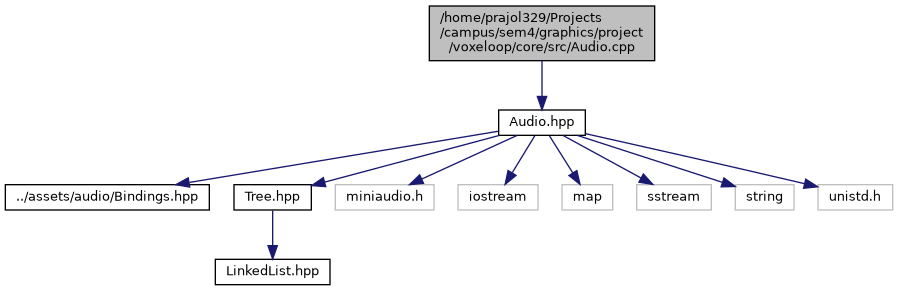 /home/prajol329/Projects
/campus/sem4/graphics/project
/voxeloop/core/src/Audio.cpp
Audio.hpp
../assets/audio/Bindings.hpp
Tree.hpp
miniaudio.h
iostream
map
sstream
string
unistd.h
LinkedList.hpp